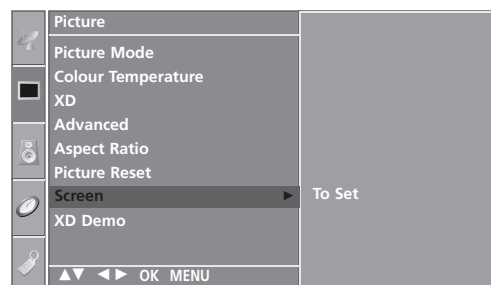 Picture
Picture Mode
Colour Temperature
XD
Advanced
Aspect Ratio
Picture Reset
Screen ► To Set
XD Demo
▲▼ ◄► OK MENU